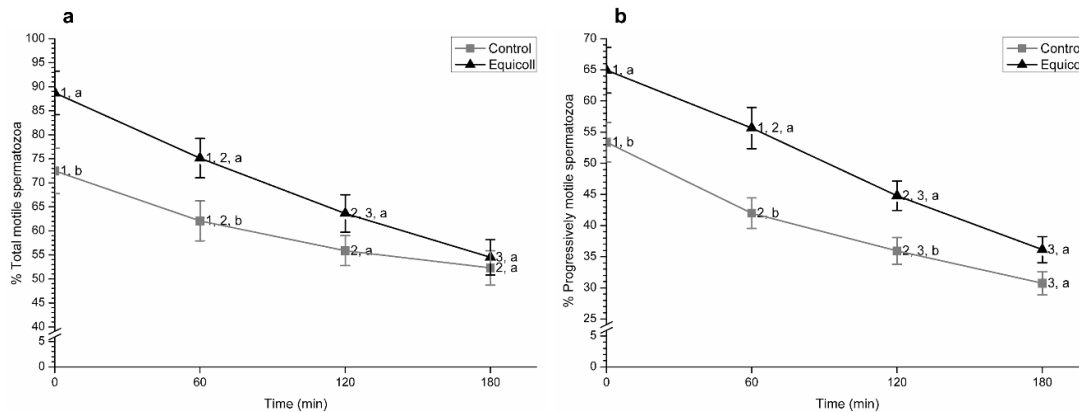 a
100
95
90
85
80
75
70
65
60
55
50
45
40
5
0
% Total motile spermatozoa
Control
Equicoll
1, a
1, b
1, 2, a
1, 2, b
2, 3, a
2, a
3, a
2, a
0
60
120
180
Time (min)
b
70
65
60
55
50
45
40
35
30
25
5
0
% Progressively motile spermatozoa
Contro
Equico
1, a
1, b
1, 2, a
2, b
2, 3, a
2, 3, b
3, a
3, a
0
60
120
180
Time (min)